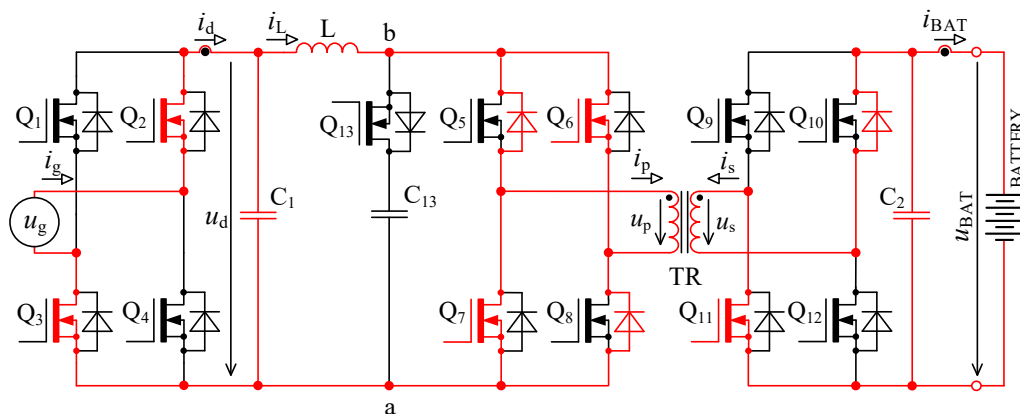 i_d i_L L b i_BAT
Q_1 Q_2 Q_13 Q_5 Q_6 Q_9 Q_10
i_g i_p i_s
u_g u_d C_1 C_13 u_p u_s C_2 u_BAT BATTERY
TR
Q_3 Q_4 Q_7 Q_8 Q_11 Q_12
a